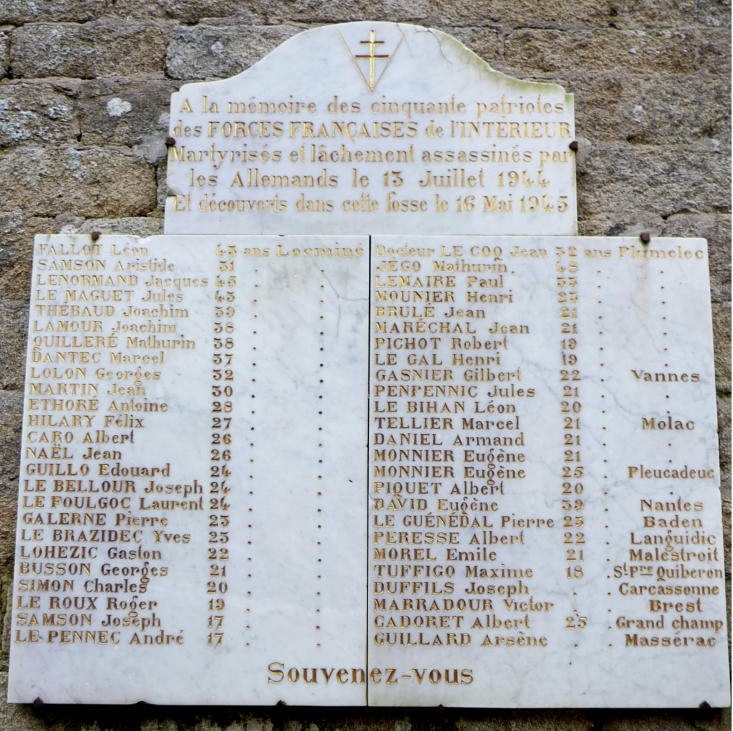 A la mémoire des cinquante patriotes
des FORCES FRANÇAISES de l'INTERIEUR
Martyrisés et lâchement assassinés par
les Allemands le 13 Juillet 1944
Et découverts dans cette fosse le 16 Mai 1945
FALLOT Léon 43 ans Locminé
SAMSON Aristide 31 . .
LENORMAND Jacques 45 . .
LE MAGUET Jules 43 . .
THÉBAUD Joachim 39 . .
LAMOUR Joachim 38 . .
QUILLERÉ Mathurin 38 . .
DANTEC Marcel 37 . .
LOLON Georges 32 . .
MARTIN Jean 30 . .
ETHORÉ Antoine 28 . .
HILARY Félix 27 . .
CARO Albert 26 . .
NAËL Jean 26 . .
GUILLO Edouard 24 . .
LE BELLOUR Joseph 24 . .
LE FOULGOC Laurent 24 . .
GALERNE Pierre 23 . .
LE BRAZIDEC Yves 23 . .
LOHEZIC Gaston 22 . .
BUSSON Georges 21 . .
SIMON Charles 20 . .
LE ROUX Roger 19 . .
SAMSON Joseph 17 . .
LE PENNEC André 17 . .
Docteur LE COQ Jean 32 ans Plumelec
JEGO Mathurin 48 . .
LEMAIRE Paul 33 . .
MOUNIER Henri 23 . .
BRULÉ Jean 21 . .
MARÉCHAL Jean 21 . .
PICHOT Robert 19 . .
LE GAL Henri 19 . .
GASNIER Gilbert 22 . Vannes
PENPENNIC Jules 21 . .
LE BIHAN Léon 20 . .
TELLIER Marcel 21 . Molac
DANIEL Armand 21 . .
MONNIER Eugène 21 . .
MONNIER Eugène 25 . Pleucadeuc
PIQUET Albert 20 . .
DAVID Eugène 39 . Nantes
LE GUÉNÉDAL Pierre 25 . Baden
PERESSE Albert 22 . Languidic
MOREL Emile 21 . Malestroit
TUFFIGO Maxime 18 . St Pre Quiberon
DUFFILS Joseph . . Carcassonne
MARRADOUR Victor . . Brest
CADORET Albert 25 . Grand champ
GUILLARD Arsène . . Massérac
Souvenez-vous